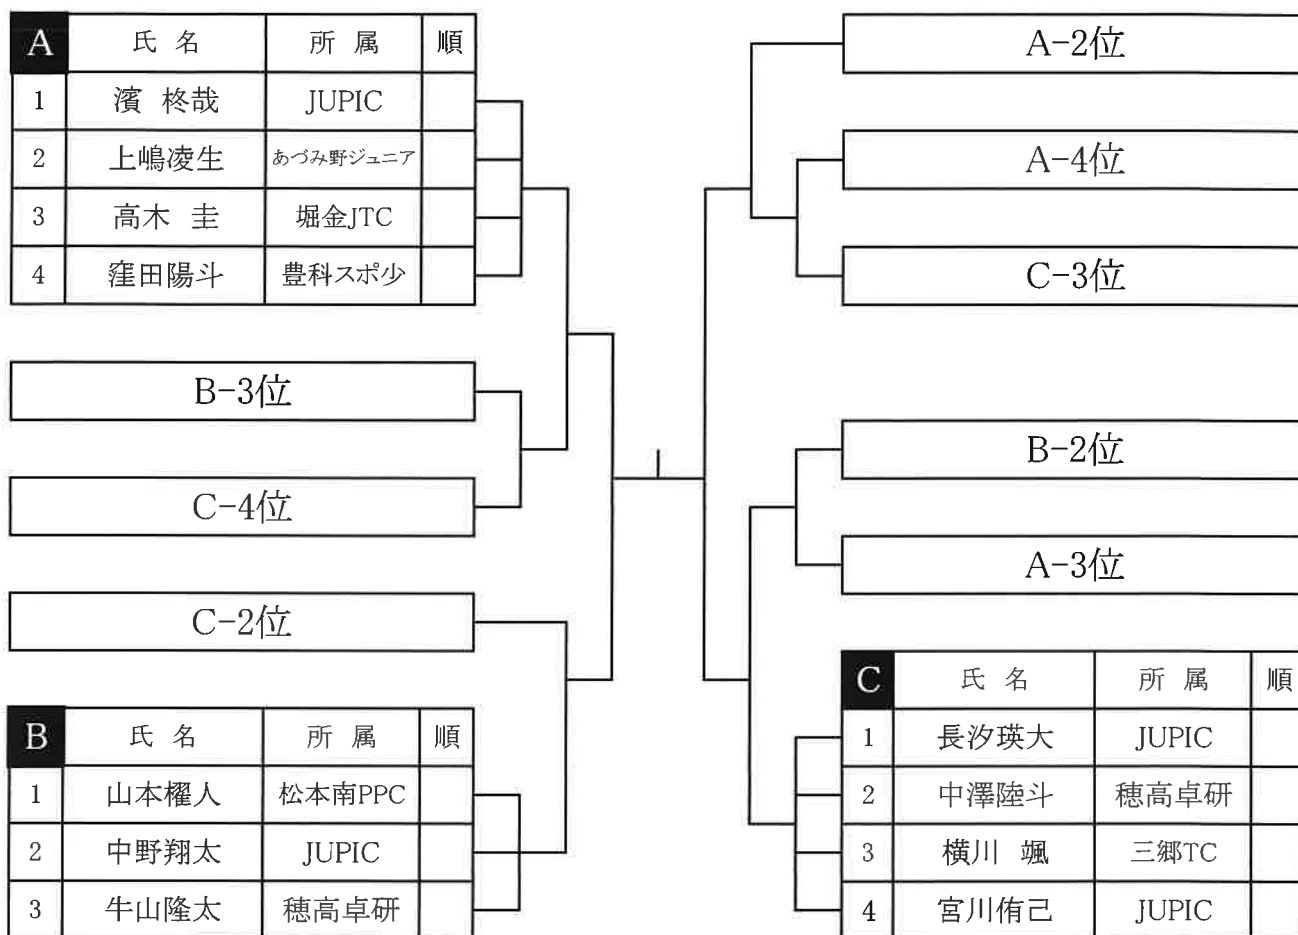 A 氏 名 所 属 順
1 濱 柊哉 JUPIC
2 上嶋凌生 あづみ野ジュニア
3 高木 圭 堀金JTC
4 窪田陽斗 豊科スポ少
B-3位
C-4位
C-2位
B 氏 名 所 属 順
1 山本櫂人 松本南PPC
2 中野翔太 JUPIC
3 牛山隆太 穂高卓研
A-2位
A-4位
C-3位
B-2位
A-3位
C 氏 名 所 属 順
1 長汐瑛大 JUPIC
2 中澤陸斗 穂高卓研
3 横川 颯 三郷TC
4 宮川侑己 JUPIC